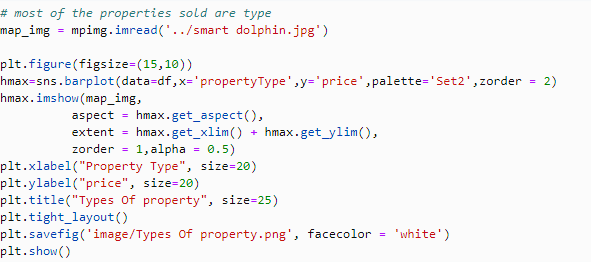 # most of the properties sold are type
map_img = mpimg.imread('../smart dolphin.jpg')

plt.figure(figsize=(15,10))
hmax=sns.barplot(data=df,x='propertyType',y='price',palette='Set2',zorder = 2)
hmax.imshow(map_img,
          aspect = hmax.get_aspect(),
          extent = hmax.get_xlim() + hmax.get_ylim(),
          zorder = 1,alpha = 0.5)
plt.xlabel("Property Type", size=20)
plt.ylabel("price", size=20)
plt.title("Types Of property", size=25)
plt.tight_layout()
plt.savefig('image/Types Of property.png', facecolor = 'white')
plt.show()